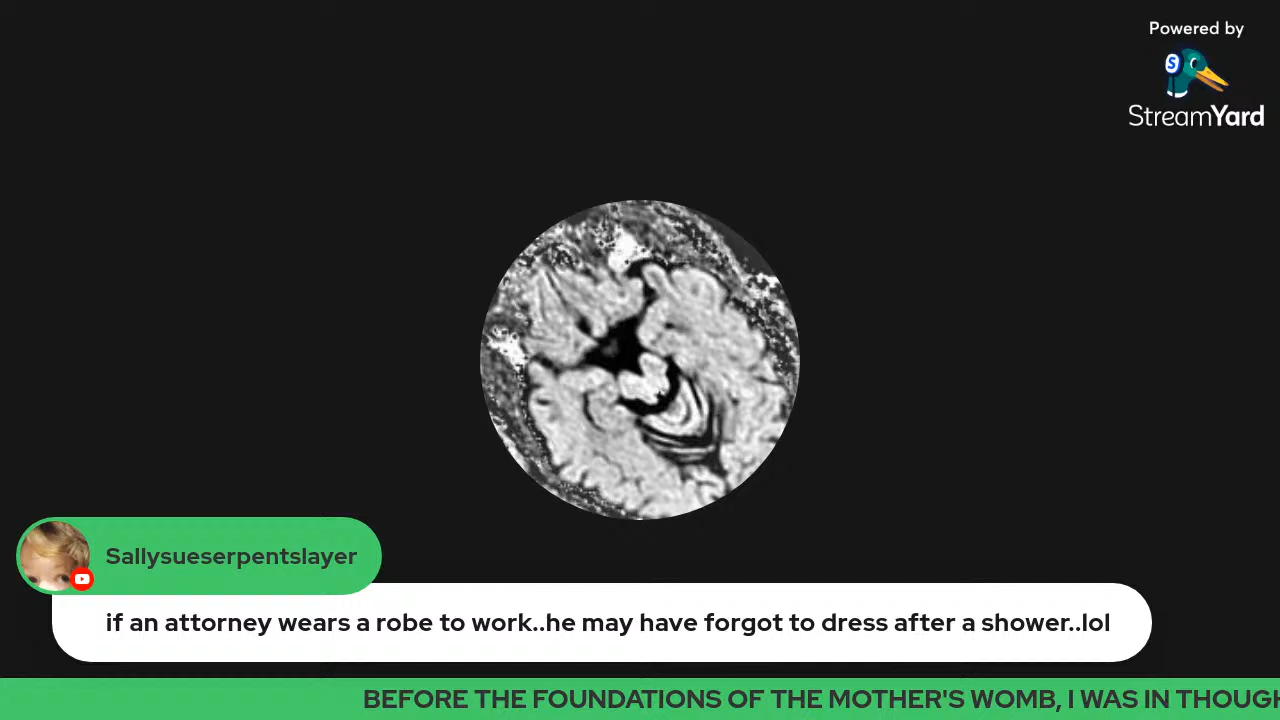 Powered by
StreamYard
Sallysueserpentslayer
if an attorney wears a robe to work..he may have forgot to dress after a shower..lol
BEFORE THE FOUNDATIONS OF THE MOTHER'S WOMB, I WAS IN THOUGH